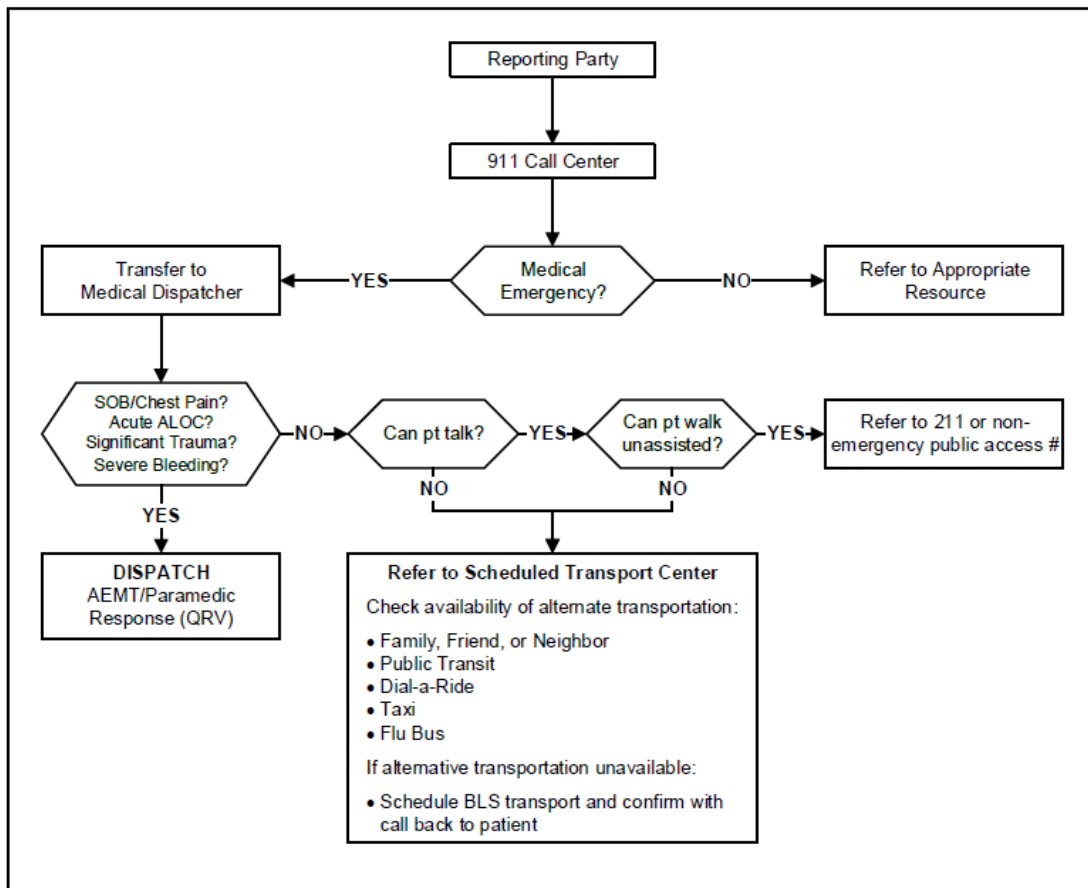 Reporting Party
911 Call Center
Medical
Emergency?
YES
NO
Transfer to
Medical Dispatcher
Refer to Appropriate
Resource
SOB/Chest Pain?
Acute ALOC?
Significant Trauma?
Severe Bleeding?
NO
Can pt talk?
YES
Can pt walk
unassisted?
YES
Refer to 211 or non-
emergency public access #
YES
NO
NO
DISPATCH
AEMT/Paramedic
Response (QRV)
Refer to Scheduled Transport Center
Check availability of alternate transportation:
• Family, Friend, or Neighbor
• Public Transit
• Dial-a-Ride
• Taxi
• Flu Bus
If alternative transportation unavailable:
• Schedule BLS transport and confirm with
call back to patient